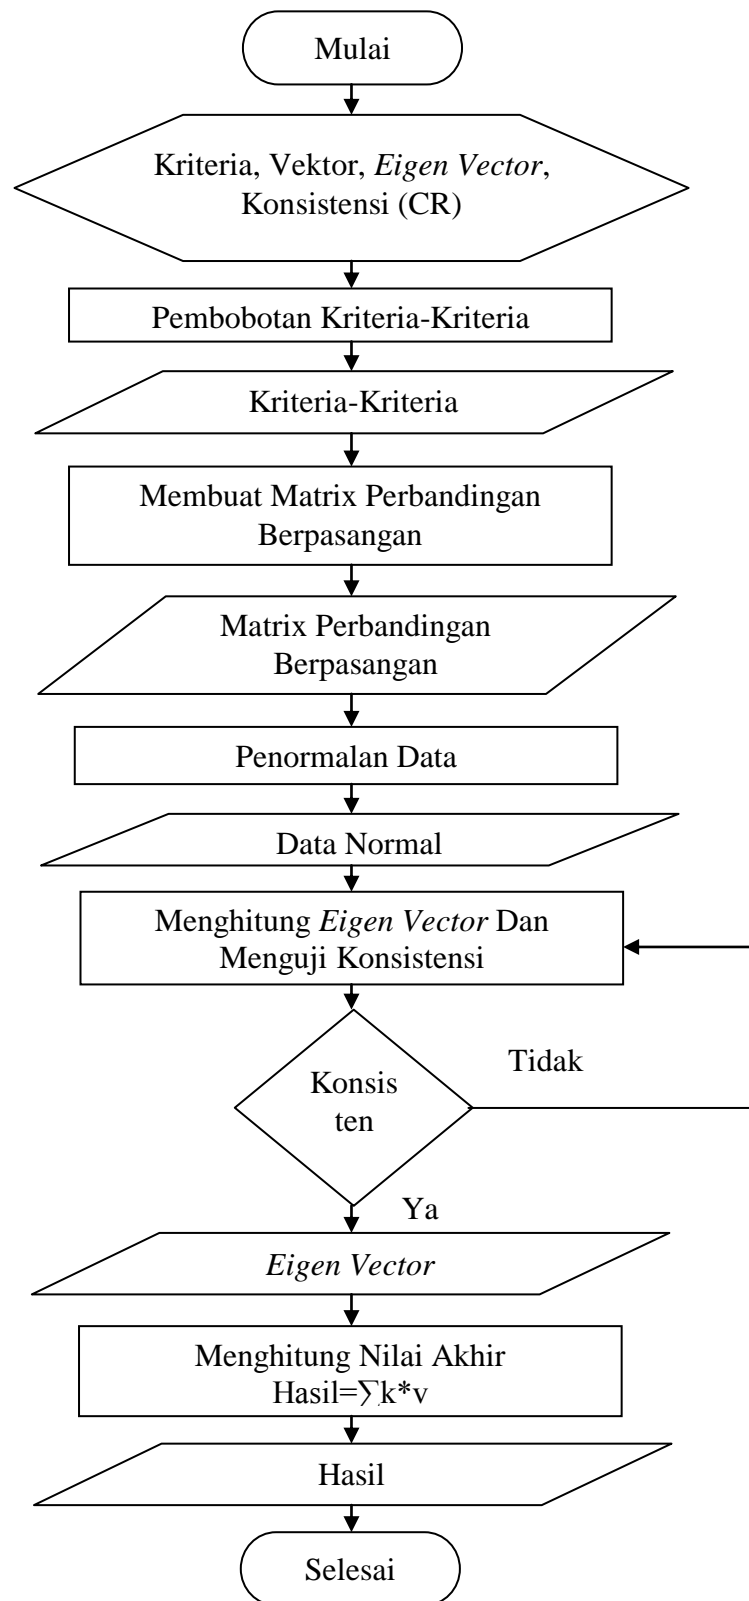 Mulai
Kriteria, Vektor, Eigen Vector,
Konsistensi (CR)
Pembobotan Kriteria-Kriteria
Kriteria-Kriteria
Membuat Matrix Perbandingan
Berpasangan
Matrix Perbandingan
Berpasangan
Penormalan Data
Data Normal
Menghitung Eigen Vector Dan
Menguji Konsistensi
Tidak
Konsis
ten
Ya
Eigen Vector
Menghitung Nilai Akhir
Hasil=∑k*v
Hasil
Selesai